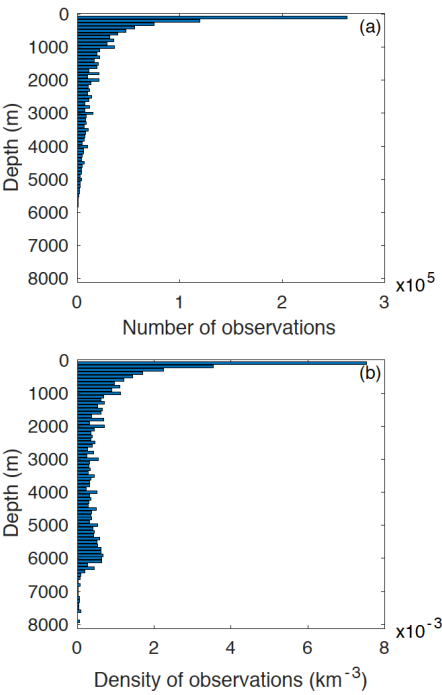 (a)
0
1000
2000
3000
4000
5000
6000
7000
8000
Depth (m)
0 1 2 3
x10⁵
Number of observations
(b)
0
1000
2000
3000
4000
5000
6000
7000
8000
Depth (m)
0 2 4 6 8
x10⁻³
Density of observations (km⁻³)